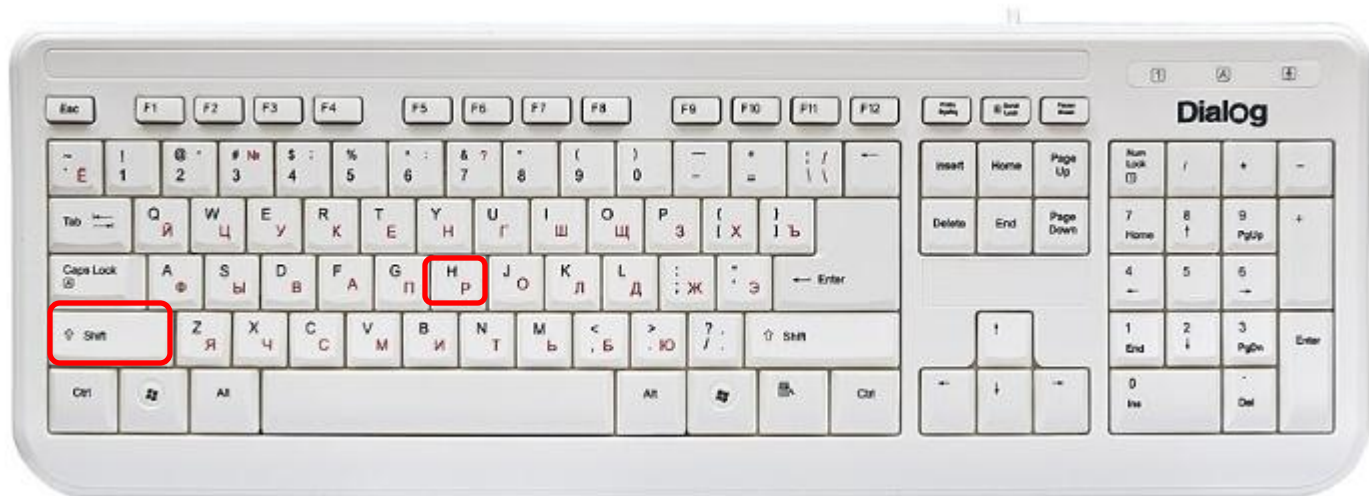 Esc F1 F2 F3 F4 F5 F6 F7 F8 F9 F10 F11 F12
Dialog
~ ` Ё ! 1 @ " 2 # № 3 $ ; 4 % 5 6 & ? 7 * 8 ( 9 ) 0 — - = ←
Insert Home Page Up
Num Lock / * -
Tab Q Й W Ц E У R К T Е Y Н U Г I Ш O Щ P З { [ Х } ] Ъ
Delete End Page Down
7 Home 8 ↑ 9 PgUp +
Caps Lock A Ф S Ы D В F А G П H Р J О K Л L Д : ; Ж " ' Э ← Enter
4 ← 5 6 →
⇧ Shift Z Я X Ч C С V М B И N Т M Ь < , Б > . Ю ? / . ⇧ Shift
↑
1 End 2 ↓ 3 PgDn Enter
Ctrl Alt Alt Ctrl
← ↓ →
0 Ins . Del